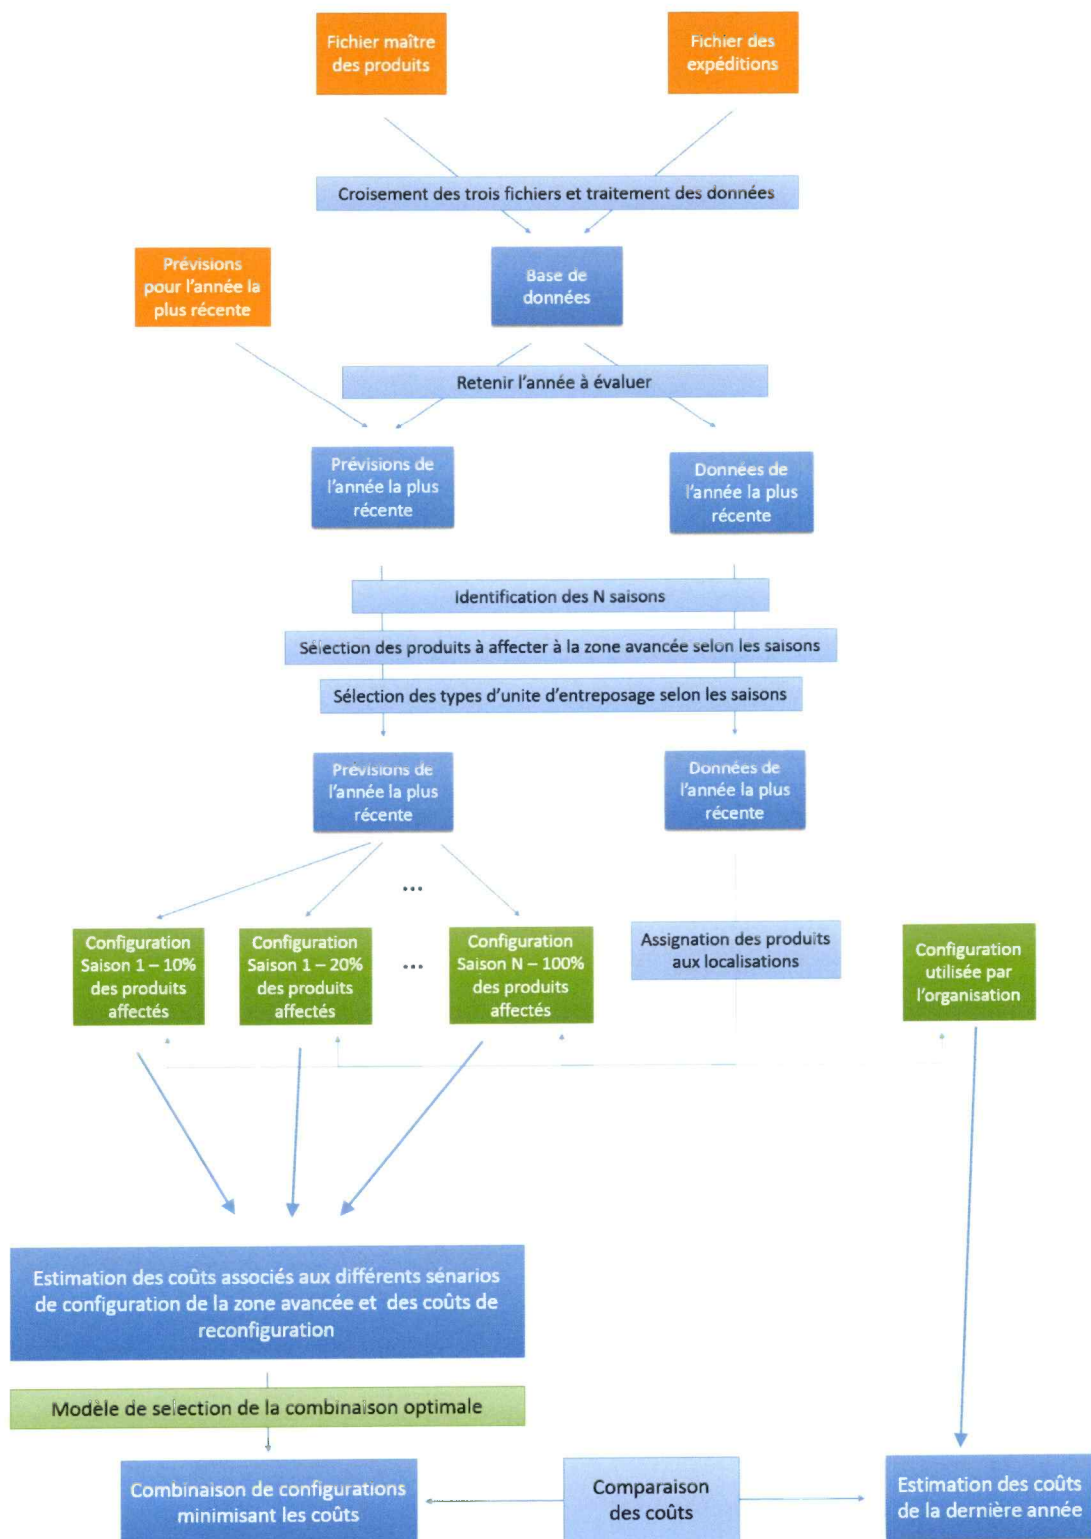 Fichier maître
des produits
Fichier des
expéditions
Croisement des trois fichiers et traitement des données
Prévisions
pour l'année la
plus récente
Base de
données
Retenir l'année à évaluer
Prévisions de
l'année la plus
récente
Données de
l'année la plus
récente
Identification des N saisons
Sélection des produits à affecter à la zone avancée selon les saisons
Sélection des types d'unite d'entreposage selon les saisons
Prévisions de
l'année la plus
récente
Données de
l'année la plus
récente
...
Configuration
Saison 1 – 10%
des produits
affectés
Configuration
Saison 1 – 20%
des produits
affectés
...
Configuration
Saison N – 100%
des produits
affectés
Assignation des produits
aux localisations
Configuration
utilisée par
l'organisation
Estimation des coûts associés aux différents sénarios
de configuration de la zone avancée et des coûts de
reconfiguration
Modèle de selection de la combinaison optimale
Combinaison de configurations
minimisant les coûts
Comparaison
des coûts
Estimation des coûts
de la dernière année